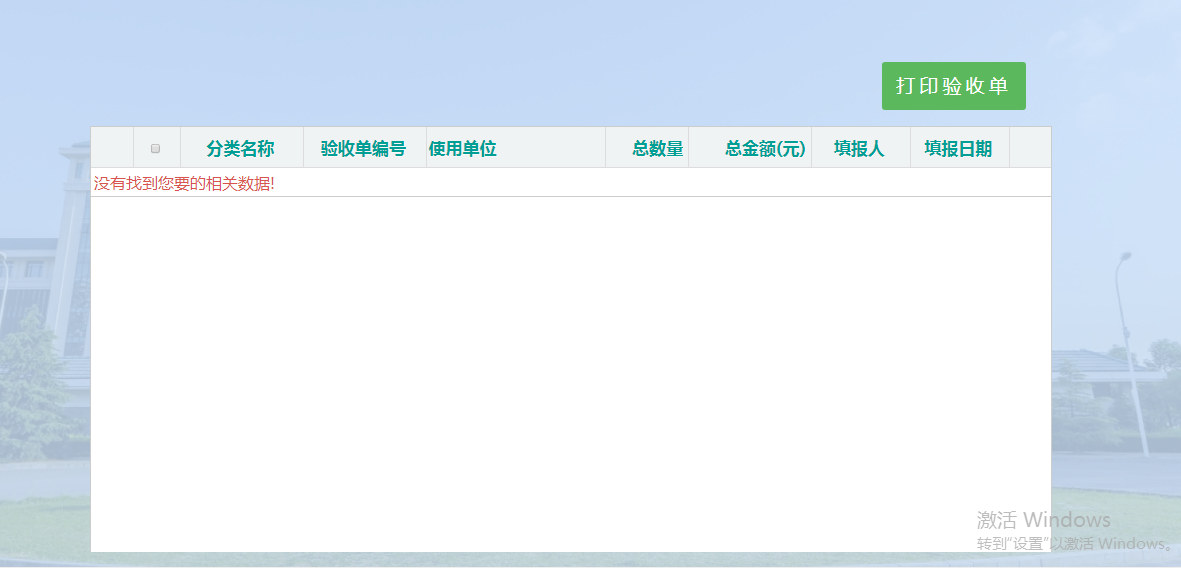 打印验收单
分类名称 验收单编号 使用单位 总数量 总金额(元) 填报人 填报日期
没有找到您要的相关数据!
激活 Windows
转到"设置"以激活 Windows。